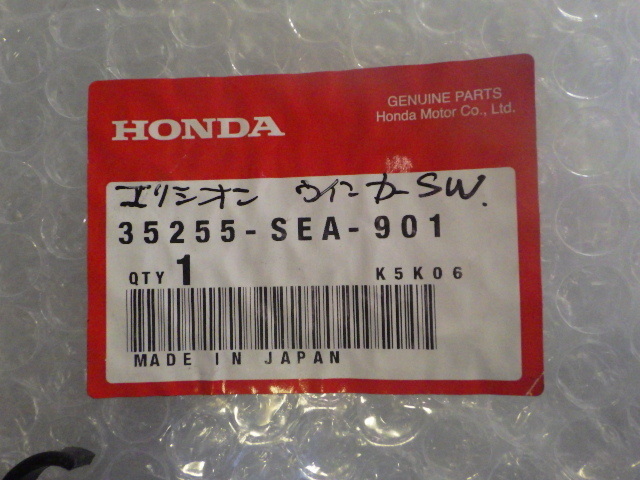 GENUINE PARTS
HONDA
Honda Motor Co., Ltd.
エリシオン ウインカーSW.
35255-SEA-901
QTY 1 K5K06
MADE IN JAPAN